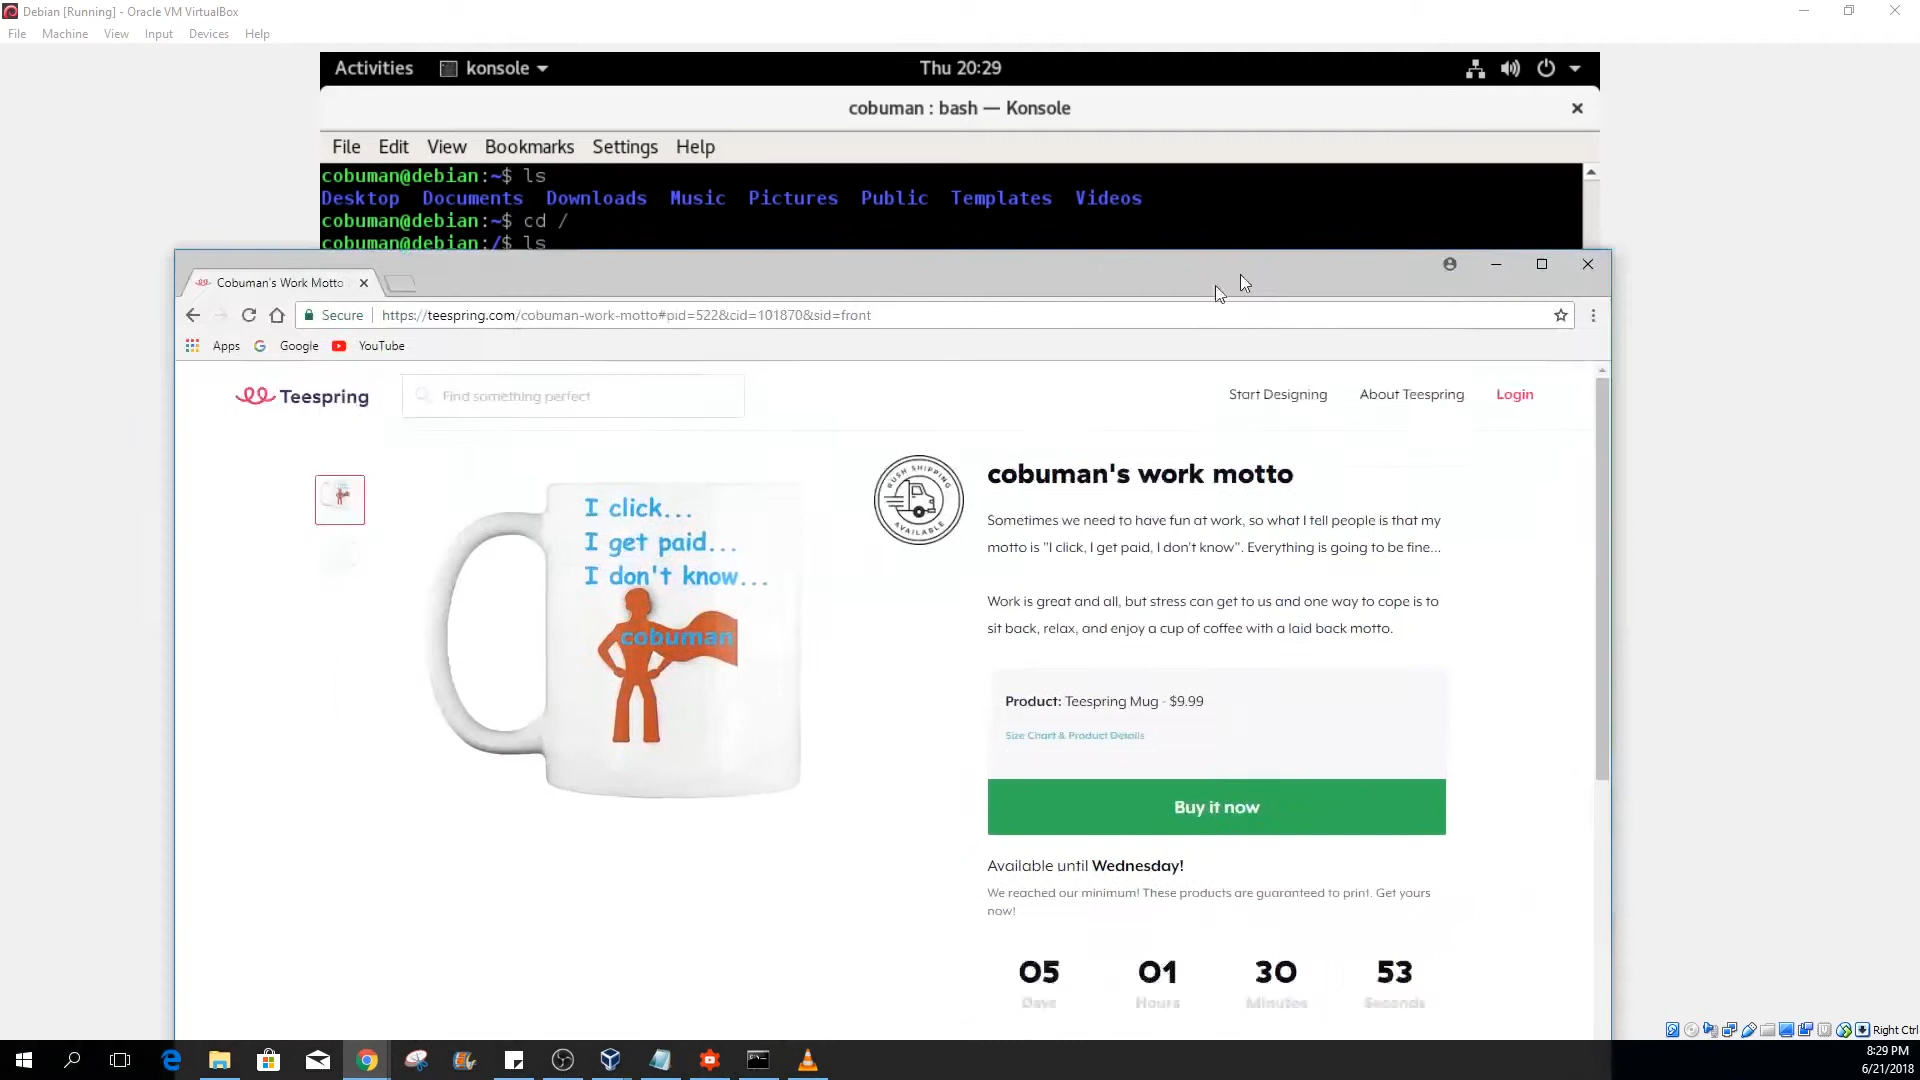 Debian [Running] - Oracle VM VirtualBox
File Machine View Input Devices Help
Activities konsole Thu 20:29
cobuman : bash — Konsole
File Edit View Bookmarks Settings Help
cobuman@debian:~$ ls
Desktop Documents Downloads Music Pictures Public Templates Videos
cobuman@debian:~$ cd /
cobuman@debian:/$ ls
Cobuman's Work Motto
Secure https://teespring.com/cobuman-work-motto#pid=522&cid=101870&sid=front
Apps Google YouTube
Teespring Find something perfect Start Designing About Teespring Login
RUSH SHIPPING
AVAILABLE
cobuman's work motto
Sometimes we need to have fun at work, so what I tell people is that my
motto is "I click, I get paid, I don't know". Everything is going to be fine...
Work is great and all, but stress can get to us and one way to cope is to
sit back, relax, and enjoy a cup of coffee with a laid back motto.
I click...
I get paid...
I don't know...
cobuman
Product: Teespring Mug - $9.99
Size Chart & Product Details
Buy it now
Available until Wednesday!
We reached our minimum! These products are guaranteed to print. Get yours
now!
05 01 30 53
Days Hours Minutes Seconds
Right Ctrl
8:29 PM
6/21/2018